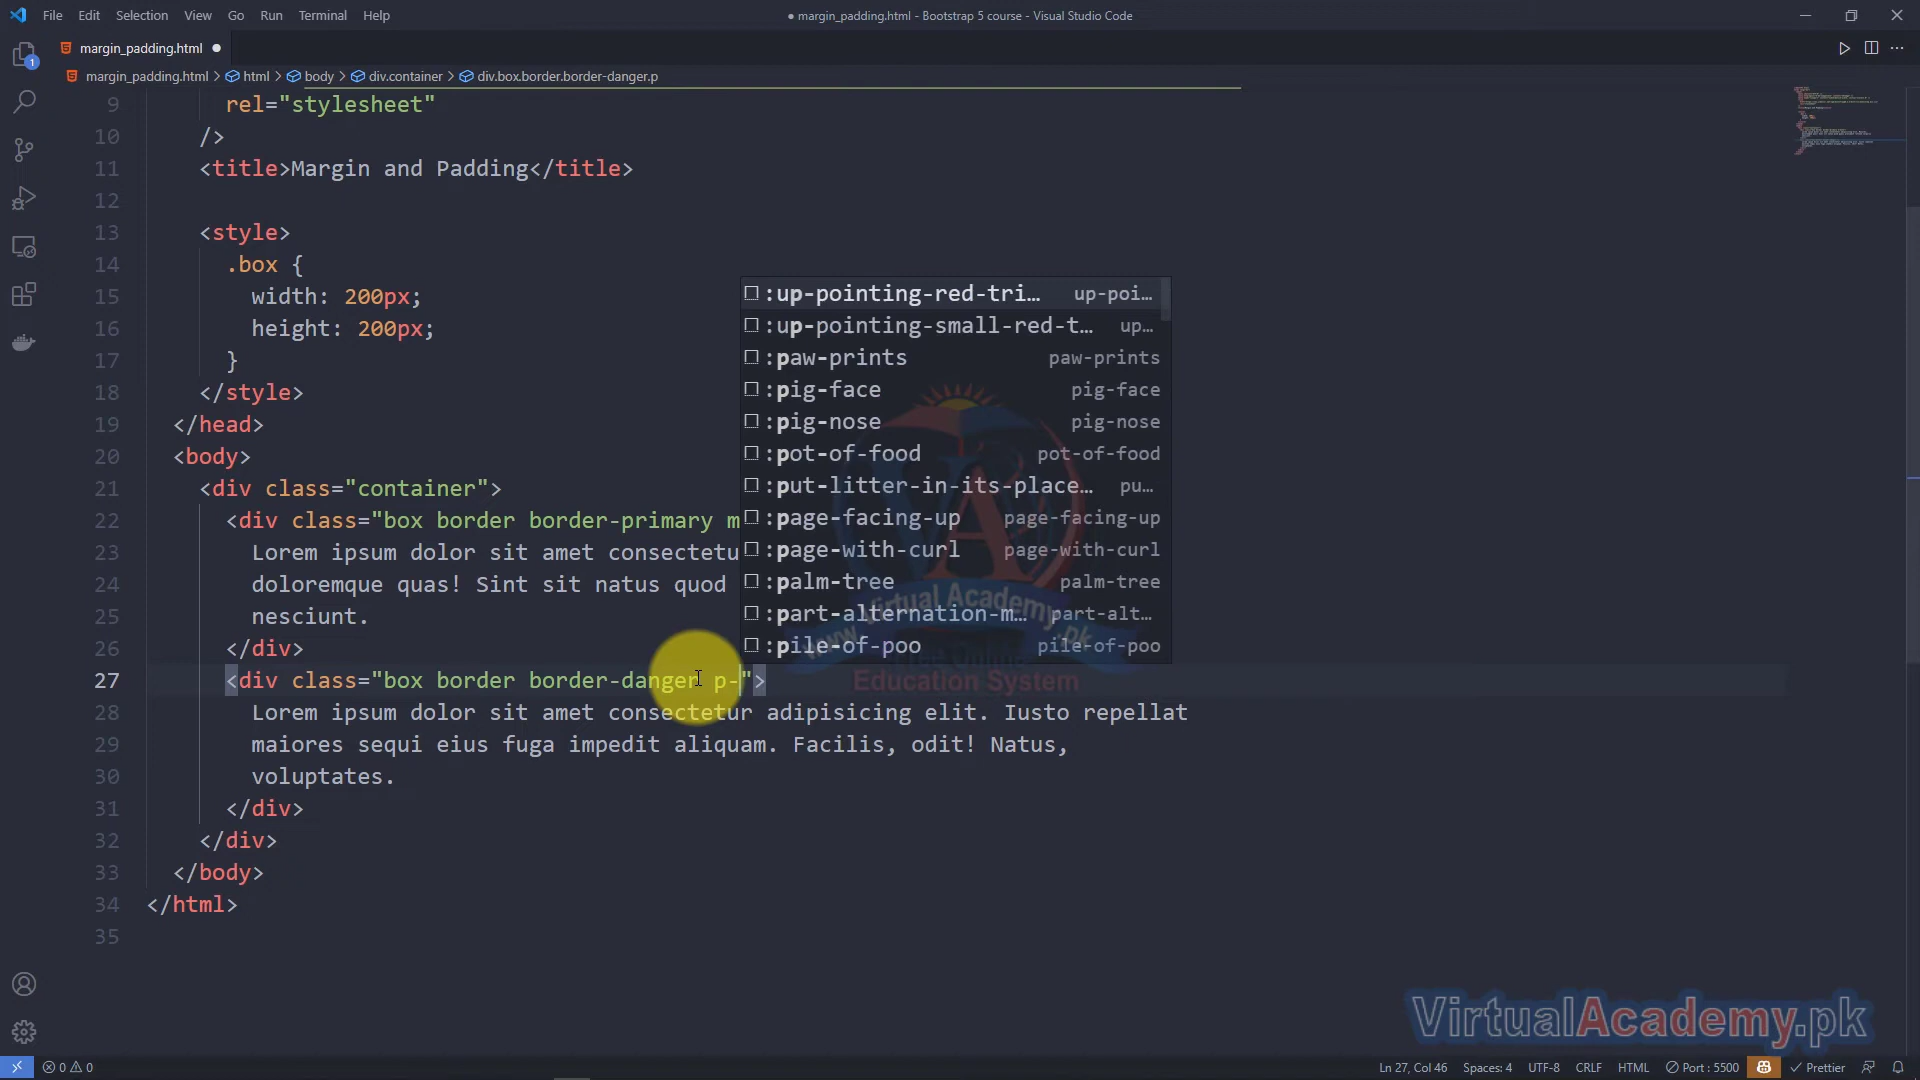 File Edit Selection View Go Run Terminal Help
● margin_padding.html - Bootstrap 5 course - Visual Studio Code
margin_padding.html ●
margin_padding.html > html > body > div.container > div.box.border.border-danger.p
1
9 rel="stylesheet"
10 />
11 <title>Margin and Padding</title>
12
13 <style>
14 .box {
15 width: 200px;
16 height: 200px;
17 }
18 </style>
19 </head>
20 <body>
21 <div class="container">
22 <div class="box border border-primary m
23 Lorem ipsum dolor sit amet consectetu
24 doloremque quas! Sint sit natus quod
25 nesciunt.
26 </div>
27 <div class="box border border-danger p-">
28 Lorem ipsum dolor sit amet consectetur adipisicing elit. Iusto repellat
29 maiores sequi eius fuga impedit aliquam. Facilis, odit! Natus,
30 voluptates.
31 </div>
32 </div>
33 </body>
34 </html>
35
:up-pointing-red-tri… up-poi…
:up-pointing-small-red-t… up…
:paw-prints paw-prints
:pig-face pig-face
:pig-nose pig-nose
:pot-of-food pot-of-food
:put-litter-in-its-place… pu…
:page-facing-up page-facing-up
:page-with-curl page-with-curl
:palm-tree palm-tree
:part-alternation-m… part-alt…
:pile-of-poo pile-of-poo
VA
www.VirtualAcademy.pk
Free Online
Education System
VirtualAcademy.pk
0 0
Ln 27, Col 46 Spaces: 4 UTF-8 CRLF HTML Port : 5500 Prettier